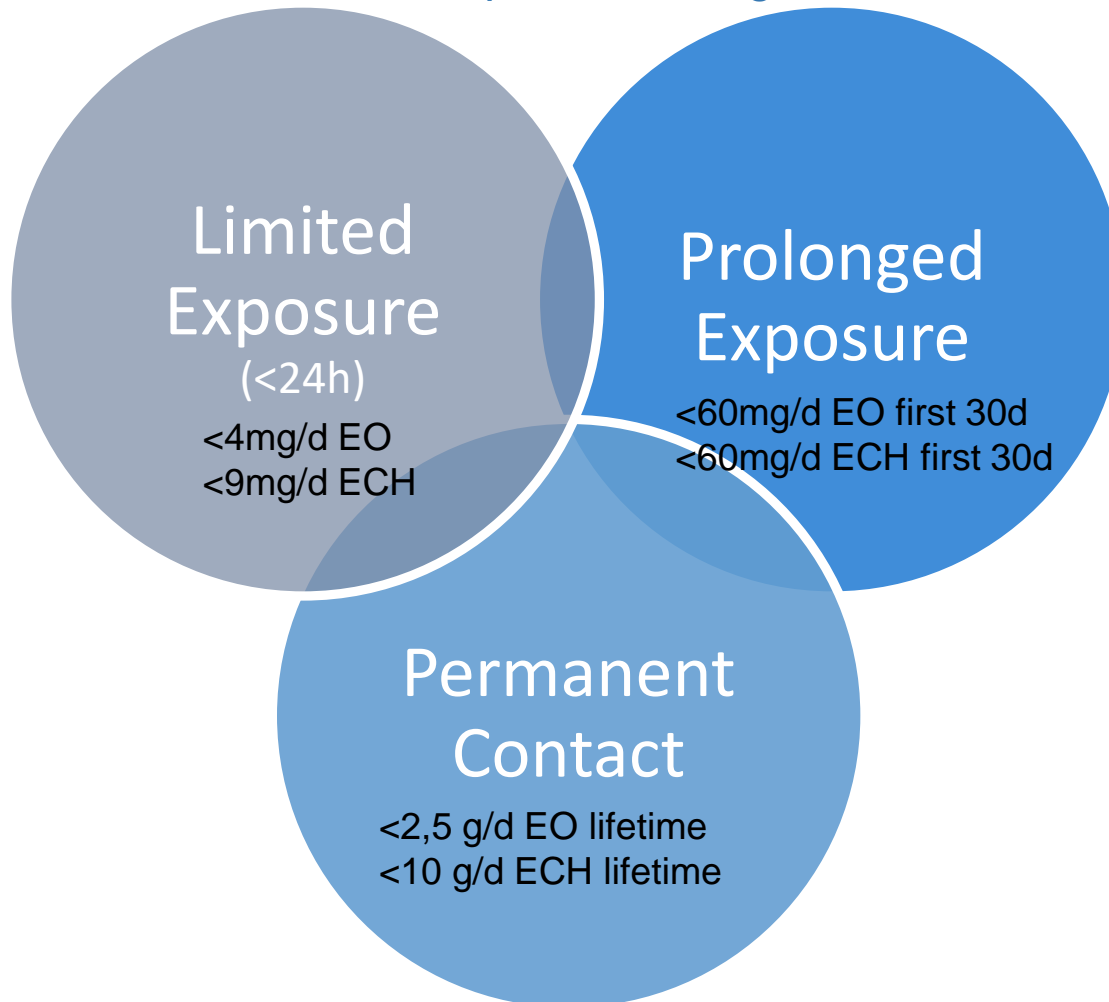 Limited
Exposure
(<24h)
<4mg/d EO
<9mg/d ECH
Prolonged
Exposure
<60mg/d EO first 30d
<60mg/d ECH first 30d
Permanent
Contact
<2,5 g/d EO lifetime
<10 g/d ECH lifetime